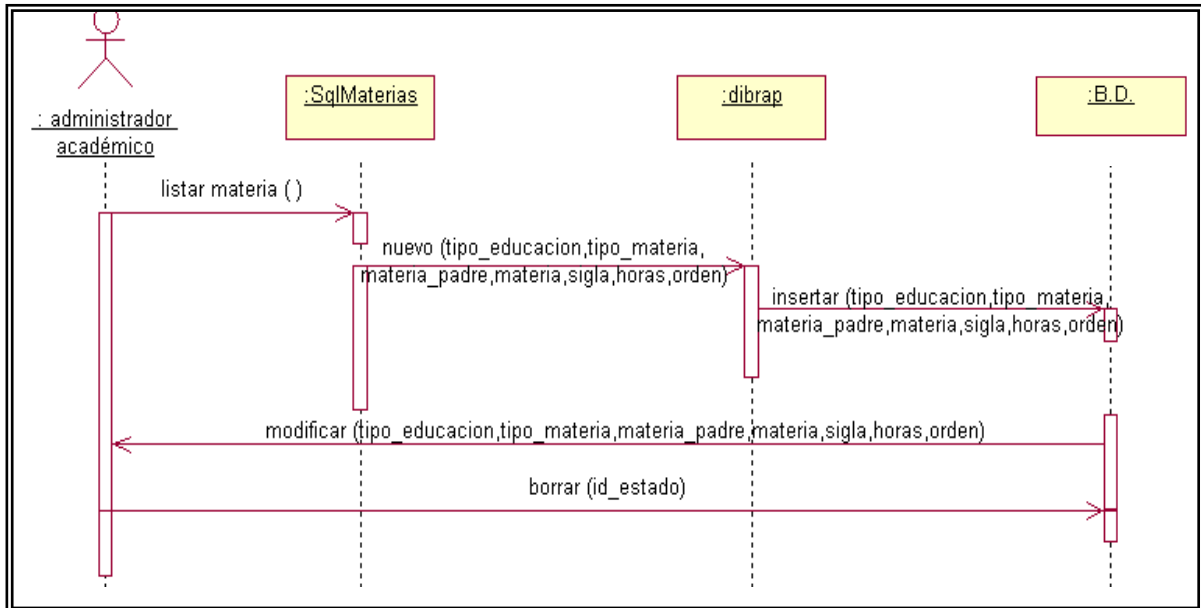 : administrador
académico
:SqlMaterias
:dibrap
:B.D.
listar materia ( )
nuevo (tipo_educacion,tipo_materia,
materia_padre,materia,sigla,horas,orden)
insertar (tipo_educacion,tipo_materia,
materia_padre,materia,sigla,horas,orden)
modificar (tipo_educacion,tipo_materia,materia_padre,materia,sigla,horas,orden)
borrar (id_estado)